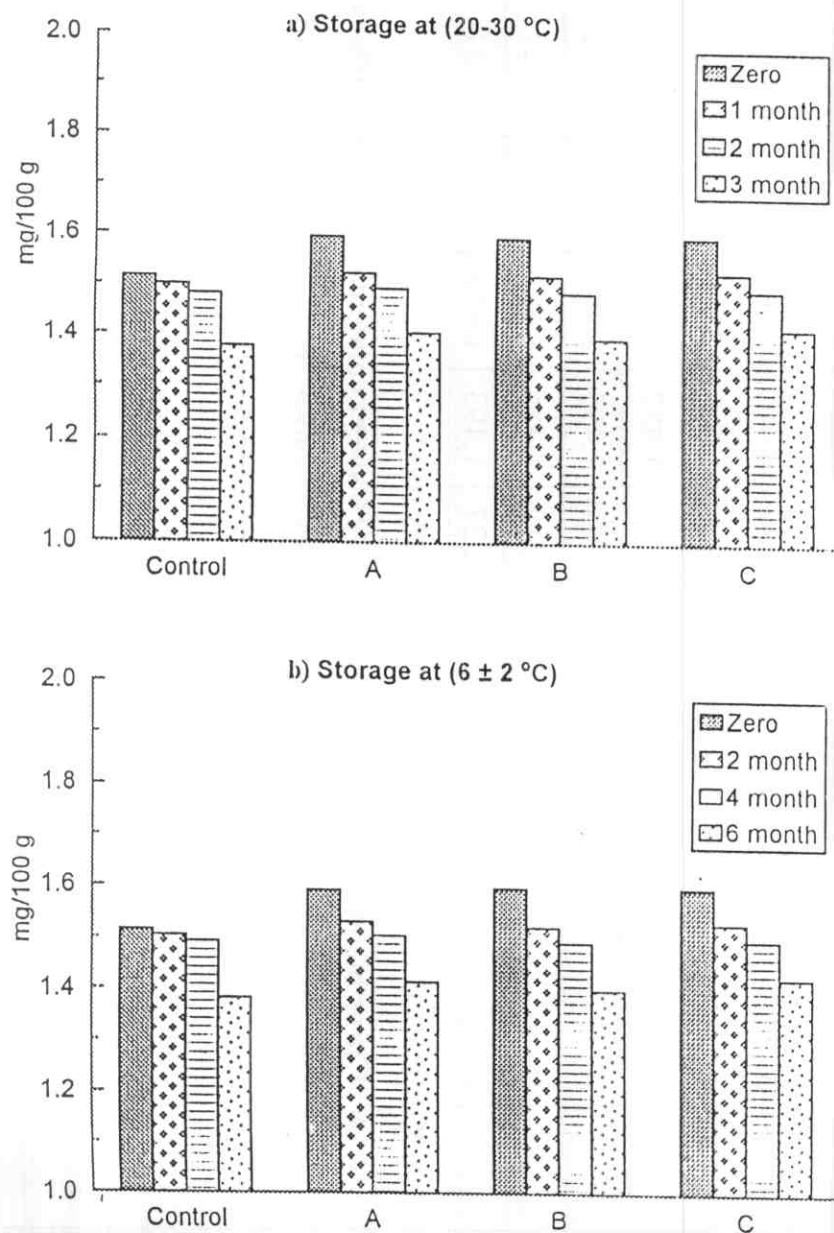 a) Storage at (20-30 °C)
mg/100 g
2.0
1.8
1.6
1.4
1.2
1.0
Zero
1 month
2 month
3 month
Control A B C
b) Storage at (6 ± 2 °C)
mg/100 g
2.0
1.8
1.6
1.4
1.2
1.0
Zero
2 month
4 month
6 month
Control A B C